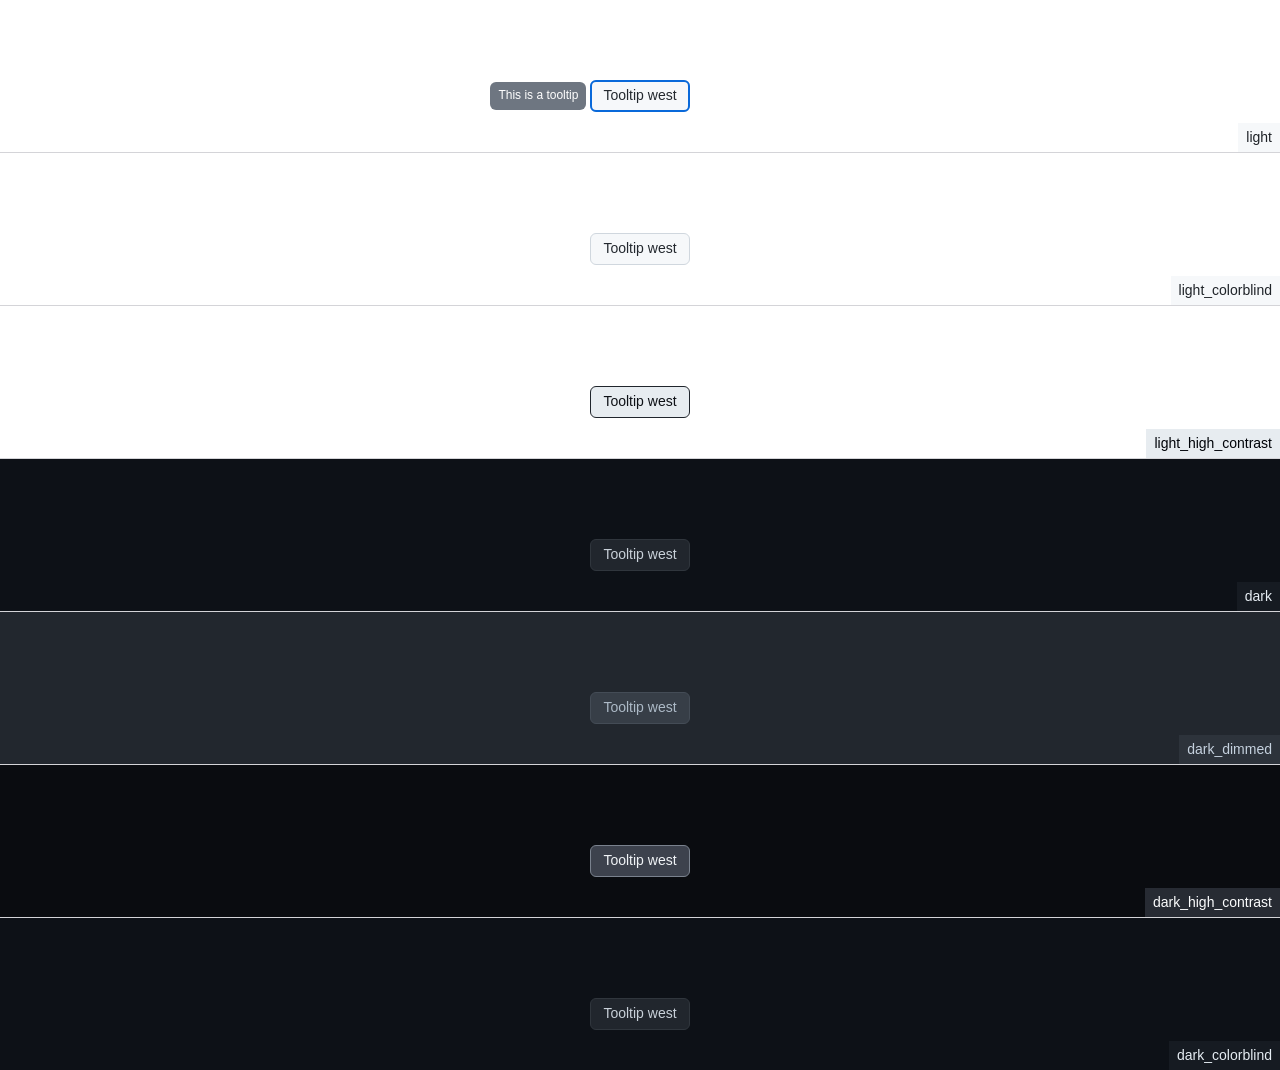 This is a tooltip
Tooltip west
light
Tooltip west
light_colorblind
Tooltip west
light_high_contrast
Tooltip west
dark
Tooltip west
dark_dimmed
Tooltip west
dark_high_contrast
Tooltip west
dark_colorblind